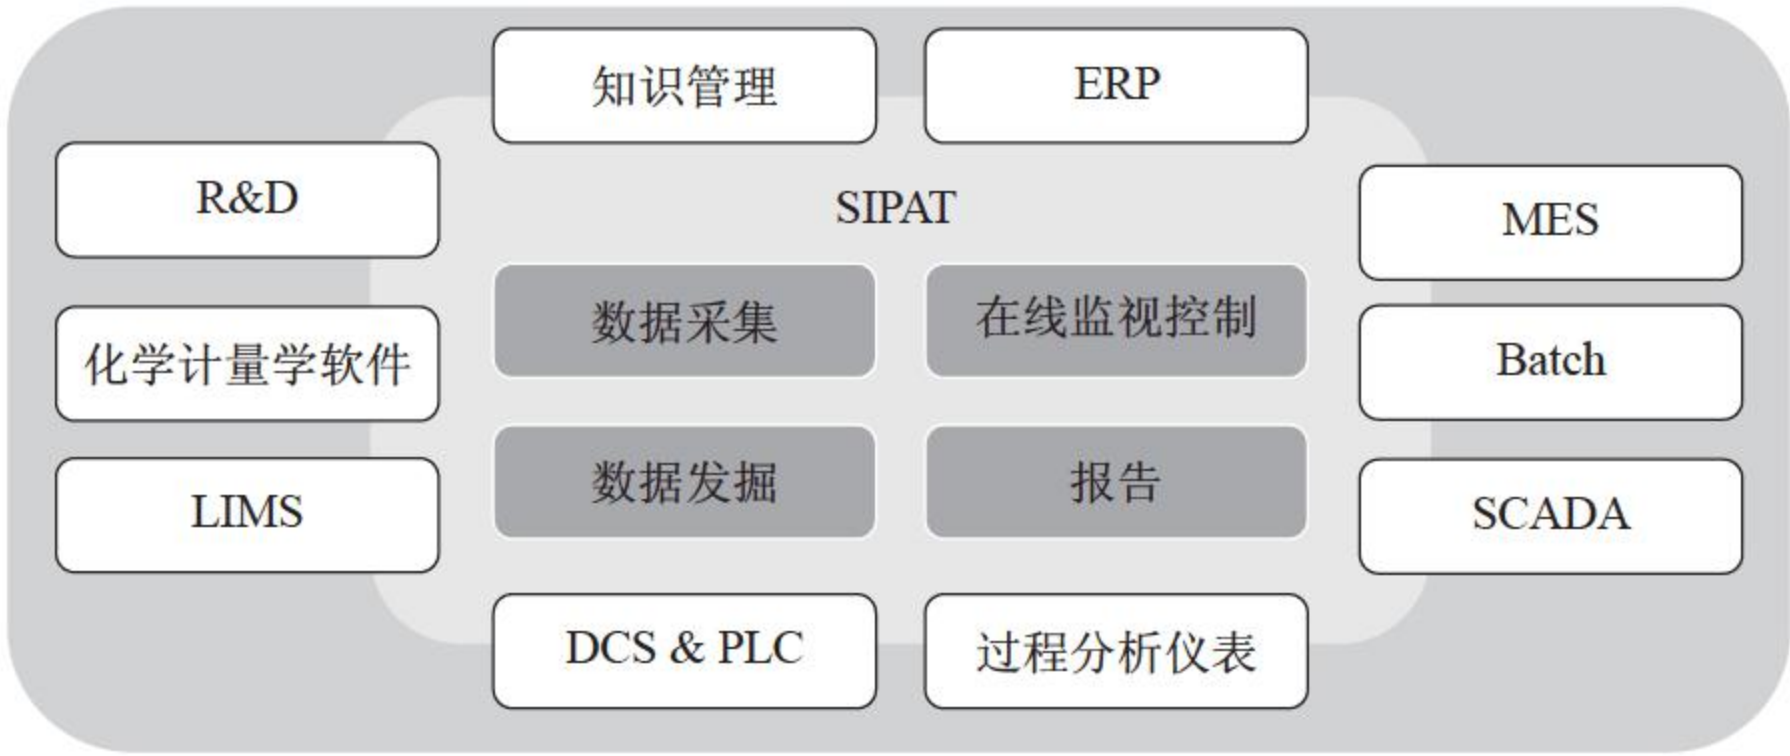 知识管理
ERP
R&D
化学计量学软件
LIMS
SIPAT
数据采集
在线监视控制
数据发掘
报告
MES
Batch
SCADA
DCS & PLC
过程分析仪表